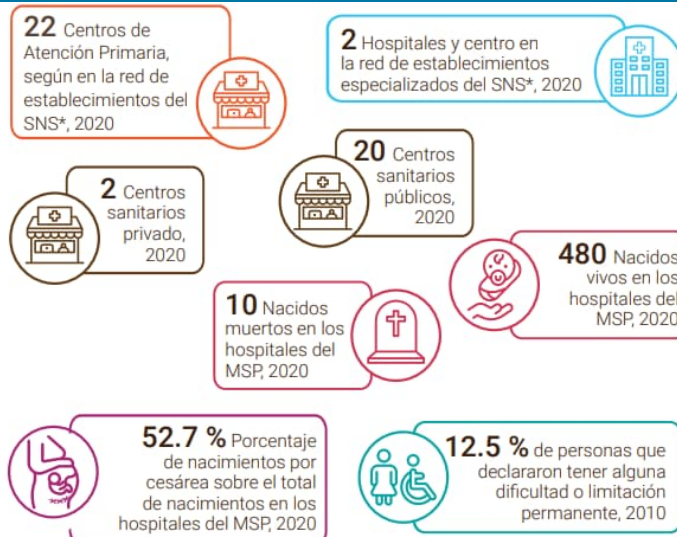 22 Centros de
Atención Primaria,
según en la red de
establecimientos del
SNS*, 2020
2 Hospitales y centro en
la red de establecimientos
especializados del SNS*, 2020
2 Centros
sanitarios
privado,
2020
20 Centros
sanitarios
públicos,
2020
480 Nacidos
vivos en los
hospitales del
MSP, 2020
10 Nacidos
muertos en los
hospitales del
MSP, 2020
52.7 % Porcentaje
de nacimientos por
cesárea sobre el total
de nacimientos en los
hospitales del MSP, 2020
12.5 % de personas que
declararon tener alguna
dificultad o limitación
permanente, 2010